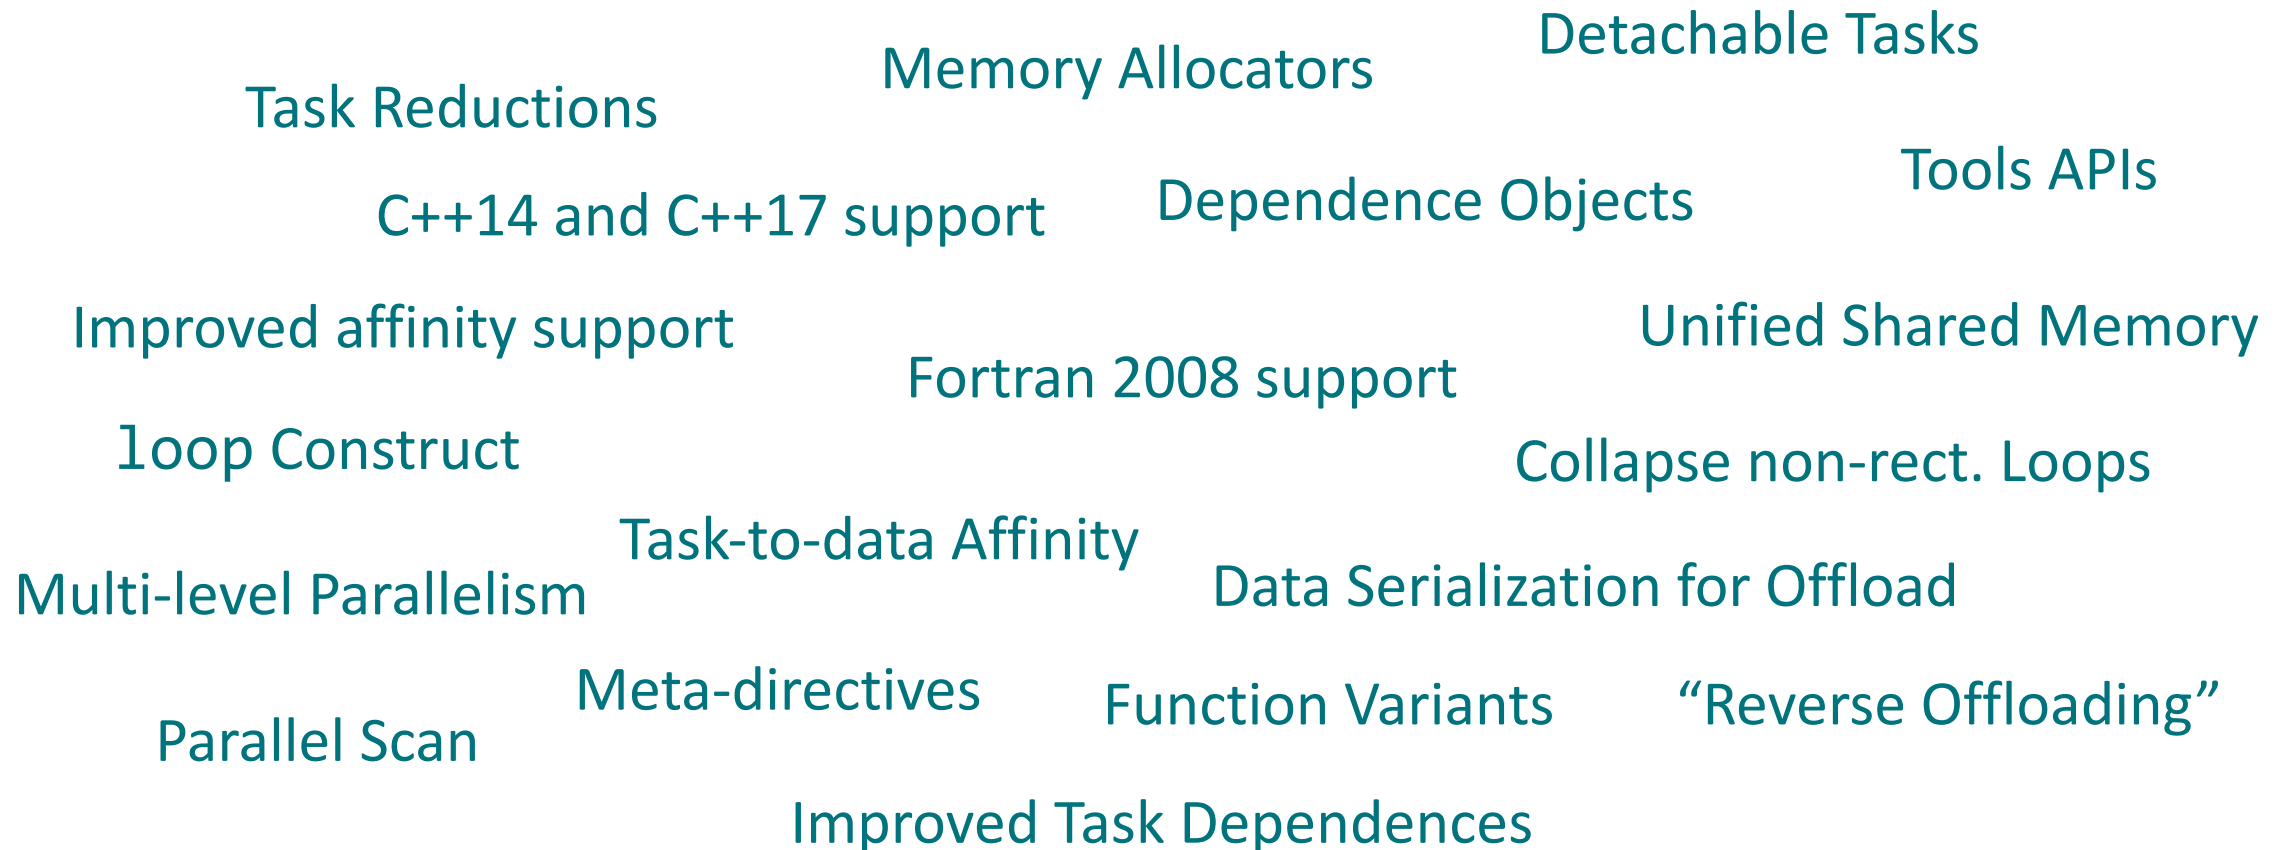 Detachable Tasks
Memory Allocators
Task Reductions
Tools APIs
Dependence Objects
C++14 and C++17 support
Improved affinity support
Unified Shared Memory
Fortran 2008 support
loop Construct
Collapse non-rect. Loops
Task-to-data Affinity
Multi-level Parallelism
Data Serialization for Offload
Meta-directives
Function Variants
“Reverse Offloading”
Parallel Scan
Improved Task Dependences